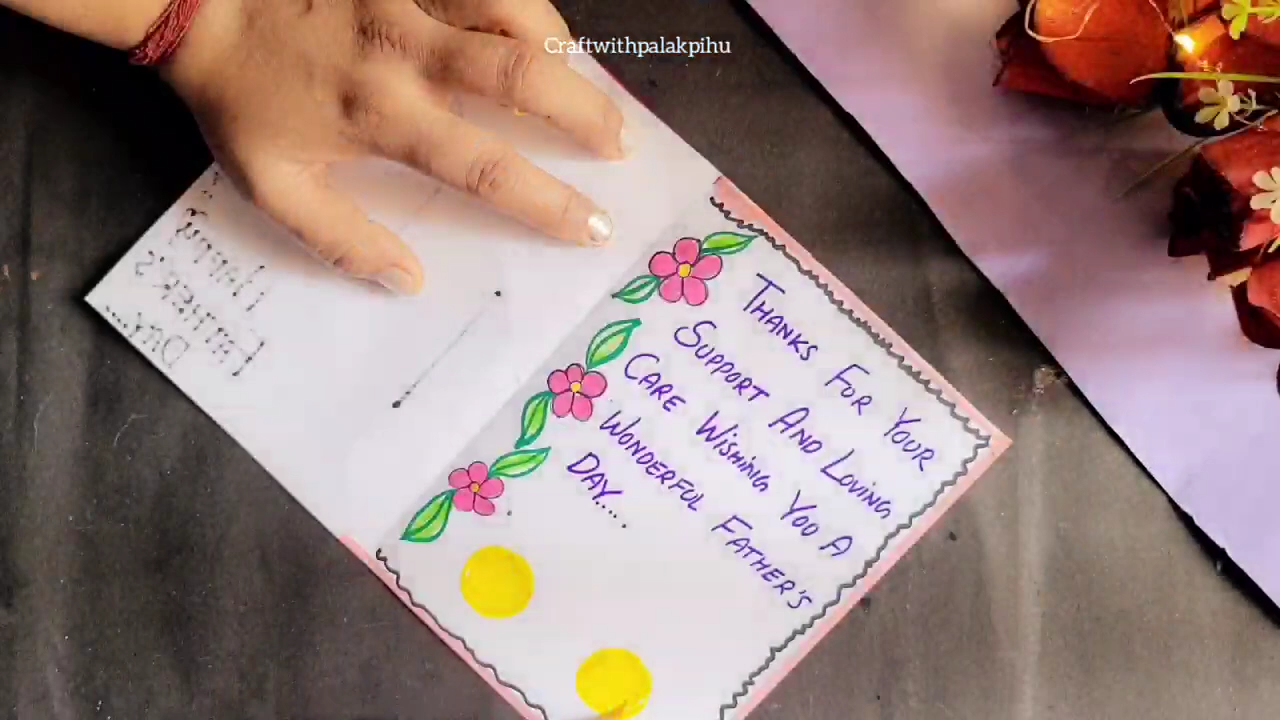 Craftwithpalakpihu
THANKS FOR YOUR
SUPPORT AND LOVING
CARE WISHING YOU A
WONDERFUL FATHER'S
DAY.....
Happy
FATHER'S
DAY....